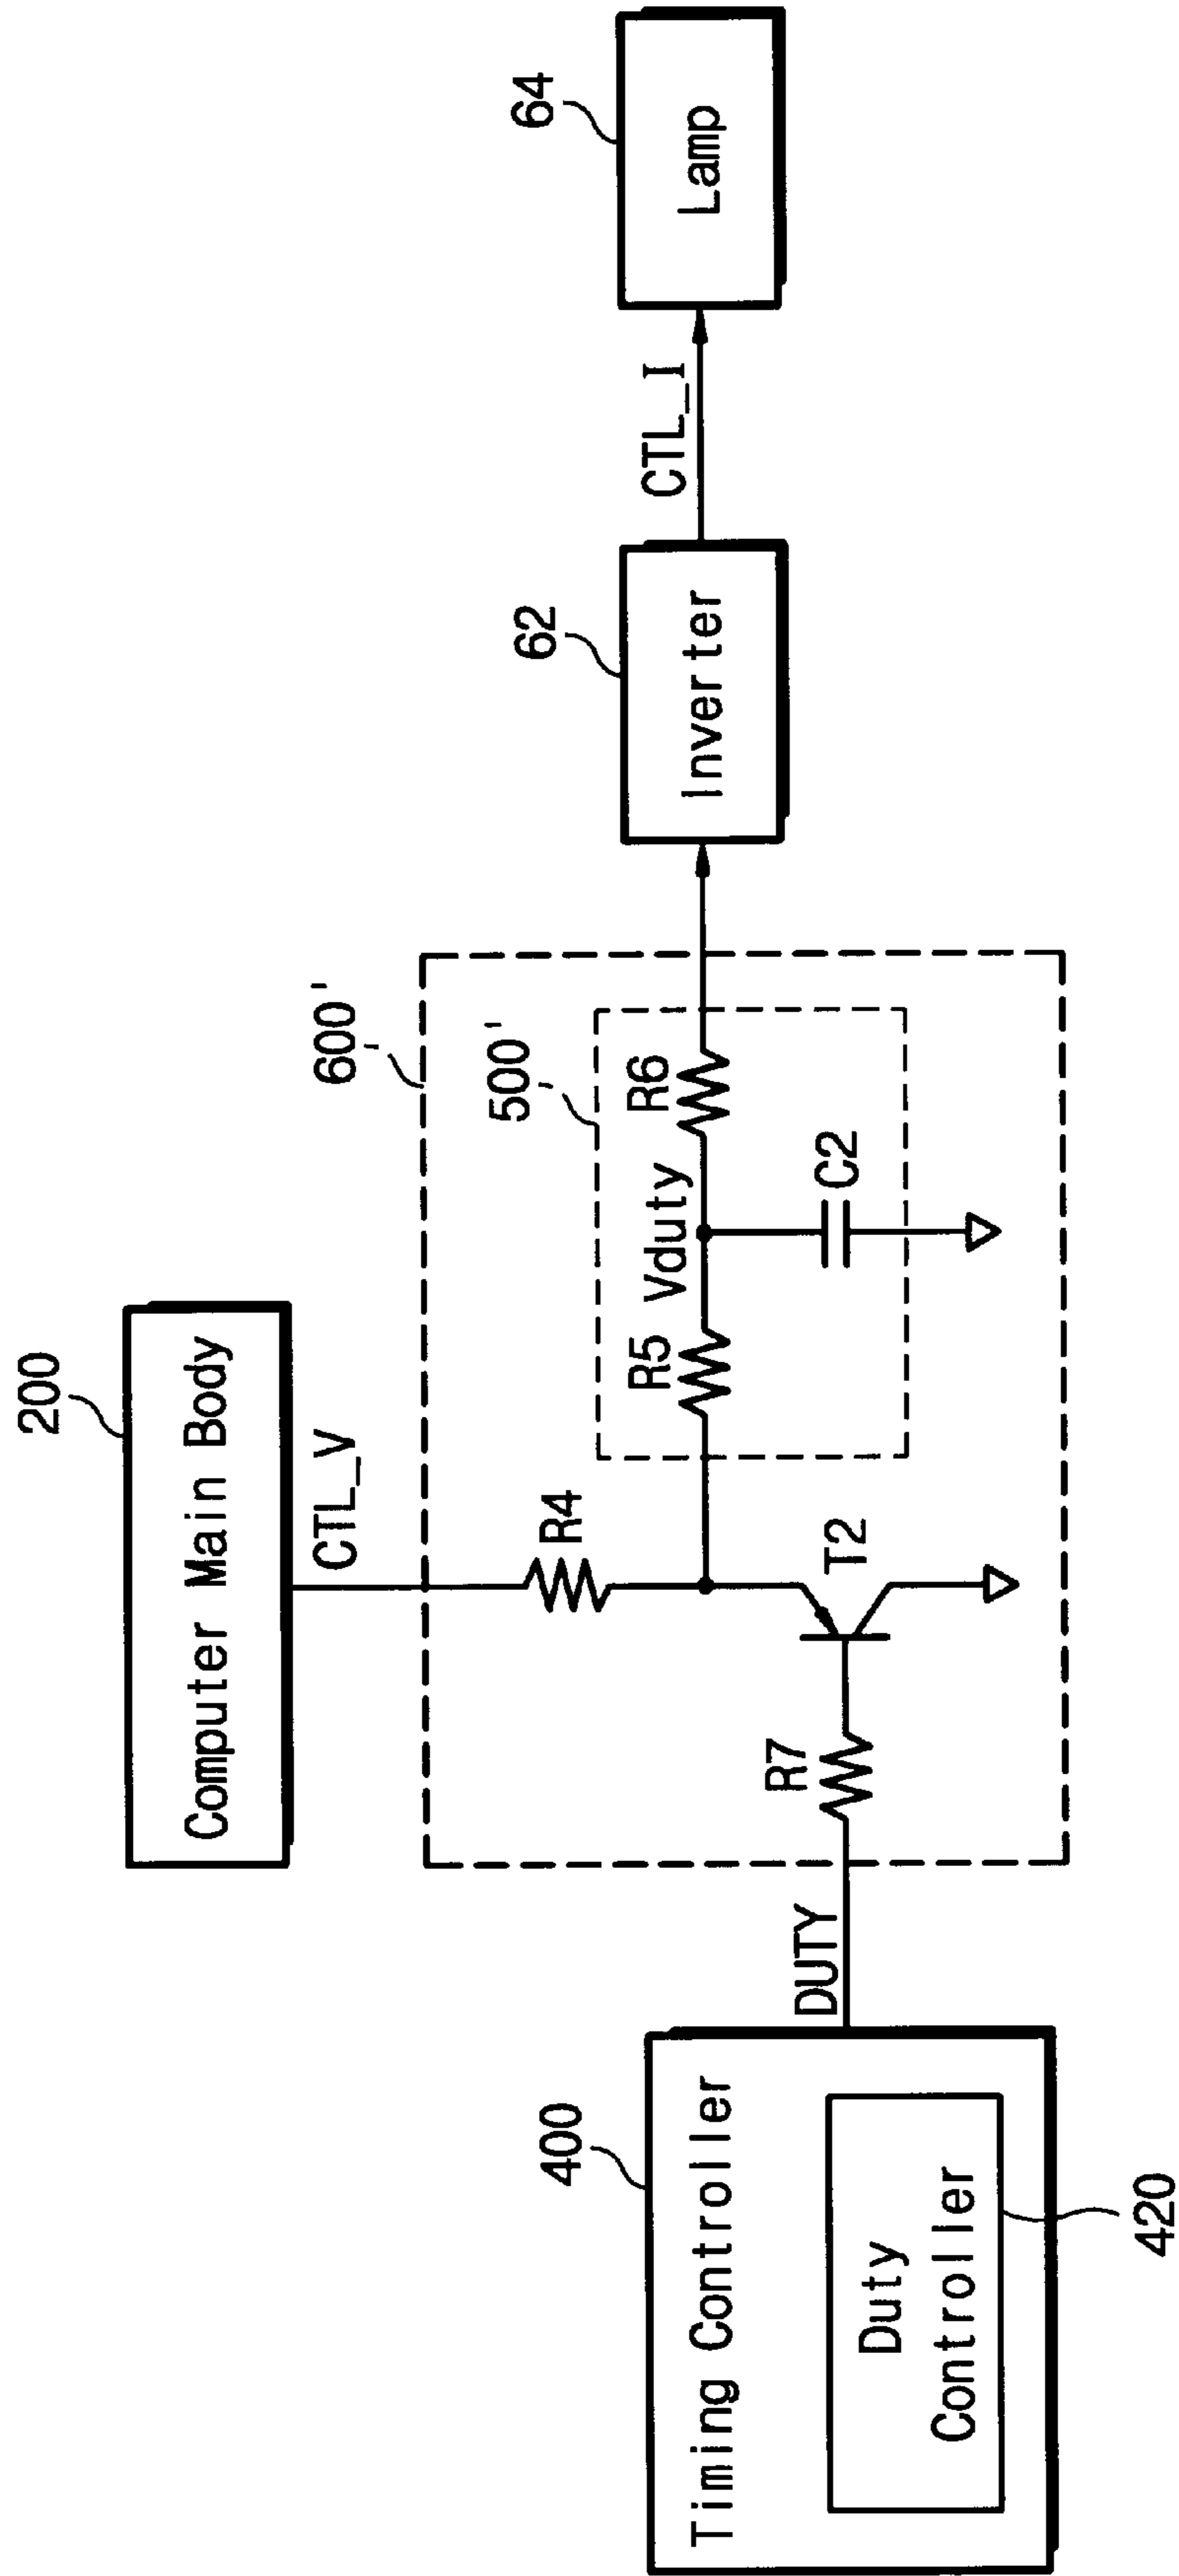 200
Computer Main Body
CTL_V
600'
500'
R4
R5
Vduty
R6
C2
T2
R7
DUTY
400
Timing Controller
Duty
Controller
420
62
Inverter
CTL_I
64
Lamp